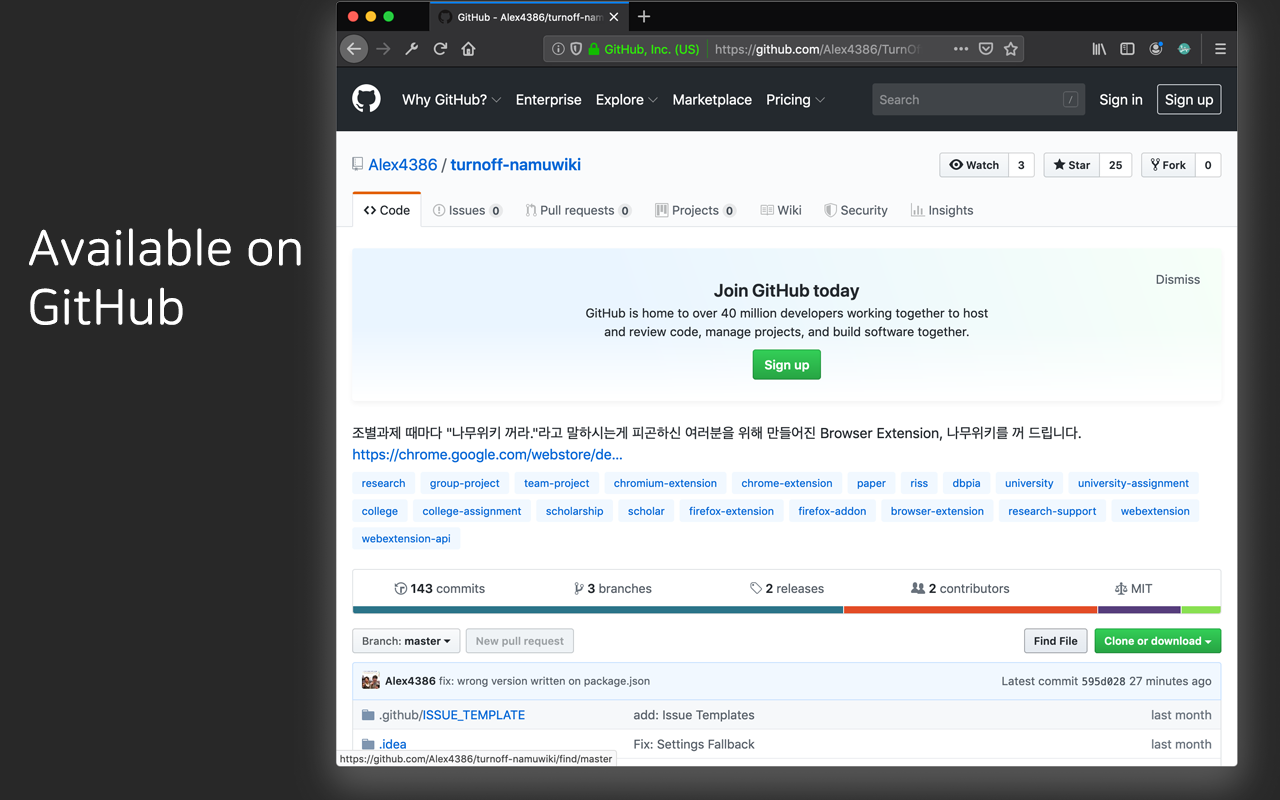 Available on
GitHub
GitHub - Alex4386/turnoff-nam
GitHub, Inc. (US) https://github.com/Alex4386/TurnO
Why GitHub? Enterprise Explore Marketplace Pricing Search / Sign in Sign up
Alex4386 / turnoff-namuwiki
Watch 3 Star 25 Fork 0
Code Issues 0 Pull requests 0 Projects 0 Wiki Security Insights
Dismiss
Join GitHub today
GitHub is home to over 40 million developers working together to host
and review code, manage projects, and build software together.
Sign up
조별과제 때마다 "나무위키 꺼라."라고 말하시는게 피곤하신 여러분을 위해 만들어진 Browser Extension, 나무위키를 꺼 드립니다.
https://chrome.google.com/webstore/de...
research group-project team-project chromium-extension chrome-extension paper riss dbpia university university-assignment
college college-assignment scholarship scholar firefox-extension firefox-addon browser-extension research-support webextension
webextension-api
143 commits 3 branches 2 releases 2 contributors MIT
Branch: master New pull request Find File Clone or download
Alex4386 fix: wrong version written on package.json Latest commit 595d028 27 minutes ago
.github/ISSUE_TEMPLATE add: Issue Templates last month
.idea Fix: Settings Fallback last month
https://github.com/Alex4386/turnoff-namuwiki/find/master